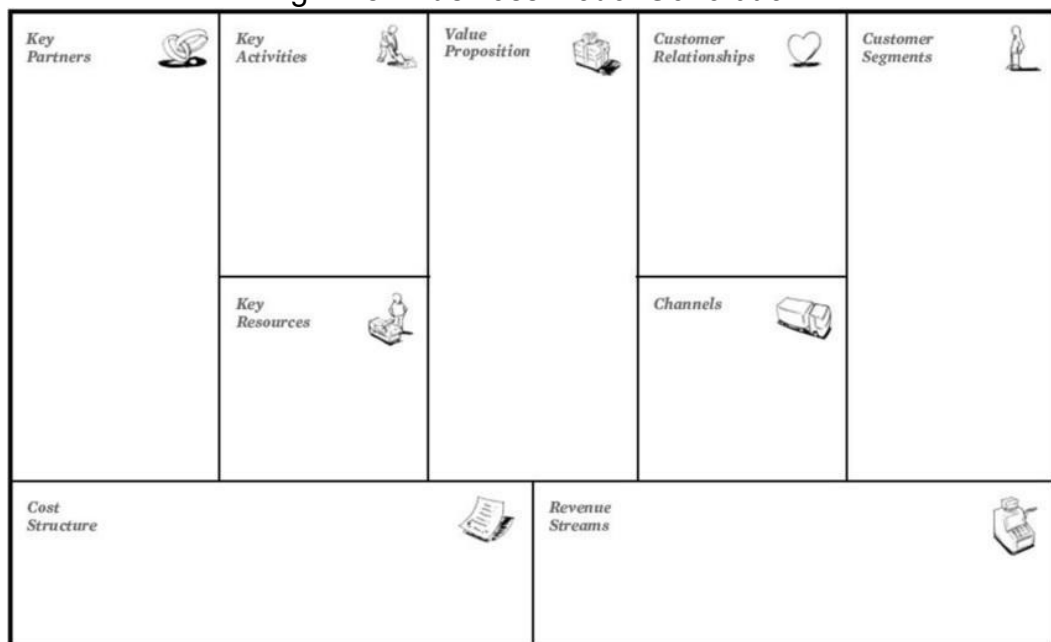 Key
Partners
Key
Activities
Value
Proposition
Customer
Relationships
Customer
Segments
Key
Resources
Channels
Cost
Structure
Revenue
Streams